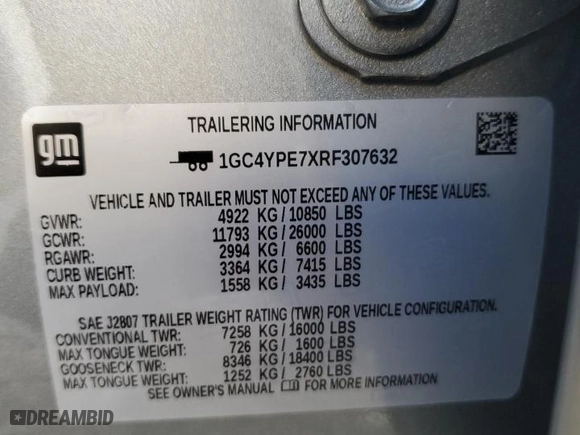 gm
TRAILERING INFORMATION
1GC4YPE7XRF307632
VEHICLE AND TRAILER MUST NOT EXCEED ANY OF THESE VALUES.
GVWR: 4922 KG/10850 LBS
GCWR: 11793 KG/26000 LBS
RGAWR: 2994 KG/ 6600 LBS
CURB WEIGHT: 3364 KG/ 7415 LBS
MAX PAYLOAD: 1558 KG/ 3435 LBS
SAE J2807 TRAILER WEIGHT RATING (TWR) FOR VEHICLE CONFIGURATION.
CONVENTIONAL TWR: 7258 KG/16000 LBS
MAX TONGUE WEIGHT: 726 KG/ 1600 LBS
GOOSENECK TWR: 8346 KG/18400 LBS
MAX TONGUE WEIGHT: 1252 KG/ 2760 LBS
SEE OWNER'S MANUAL FOR MORE INFORMATION
DREAMBID